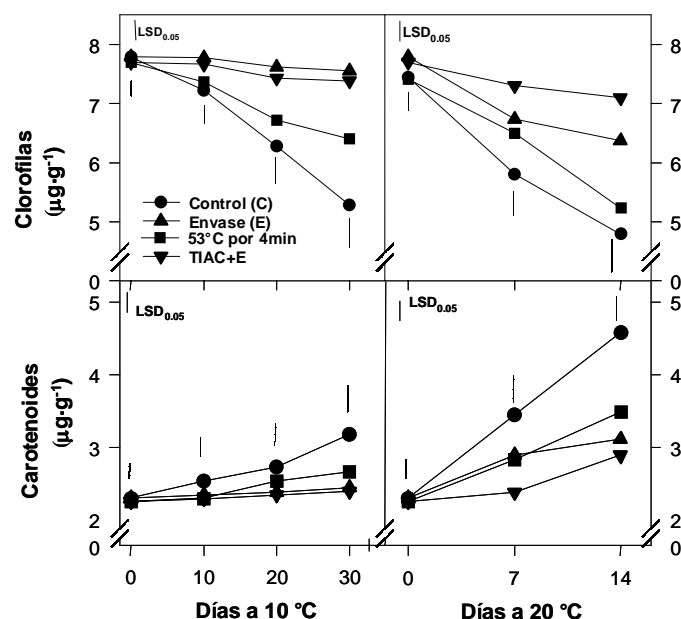 8
7
6
5
0
Clorofilas
(µg·g⁻¹)
LSD0.05
Control (C)
Envase (E)
53°C por 4min
TIAC+E
LSD0.05
8
7
6
5
0
5
4
3
2
0
Carotenoides
(µg·g⁻¹)
LSD0.05
LSD0.05
5
4
3
2
0
0 10 20 30
0 7 14
Días a 10 °C
Días a 20 °C